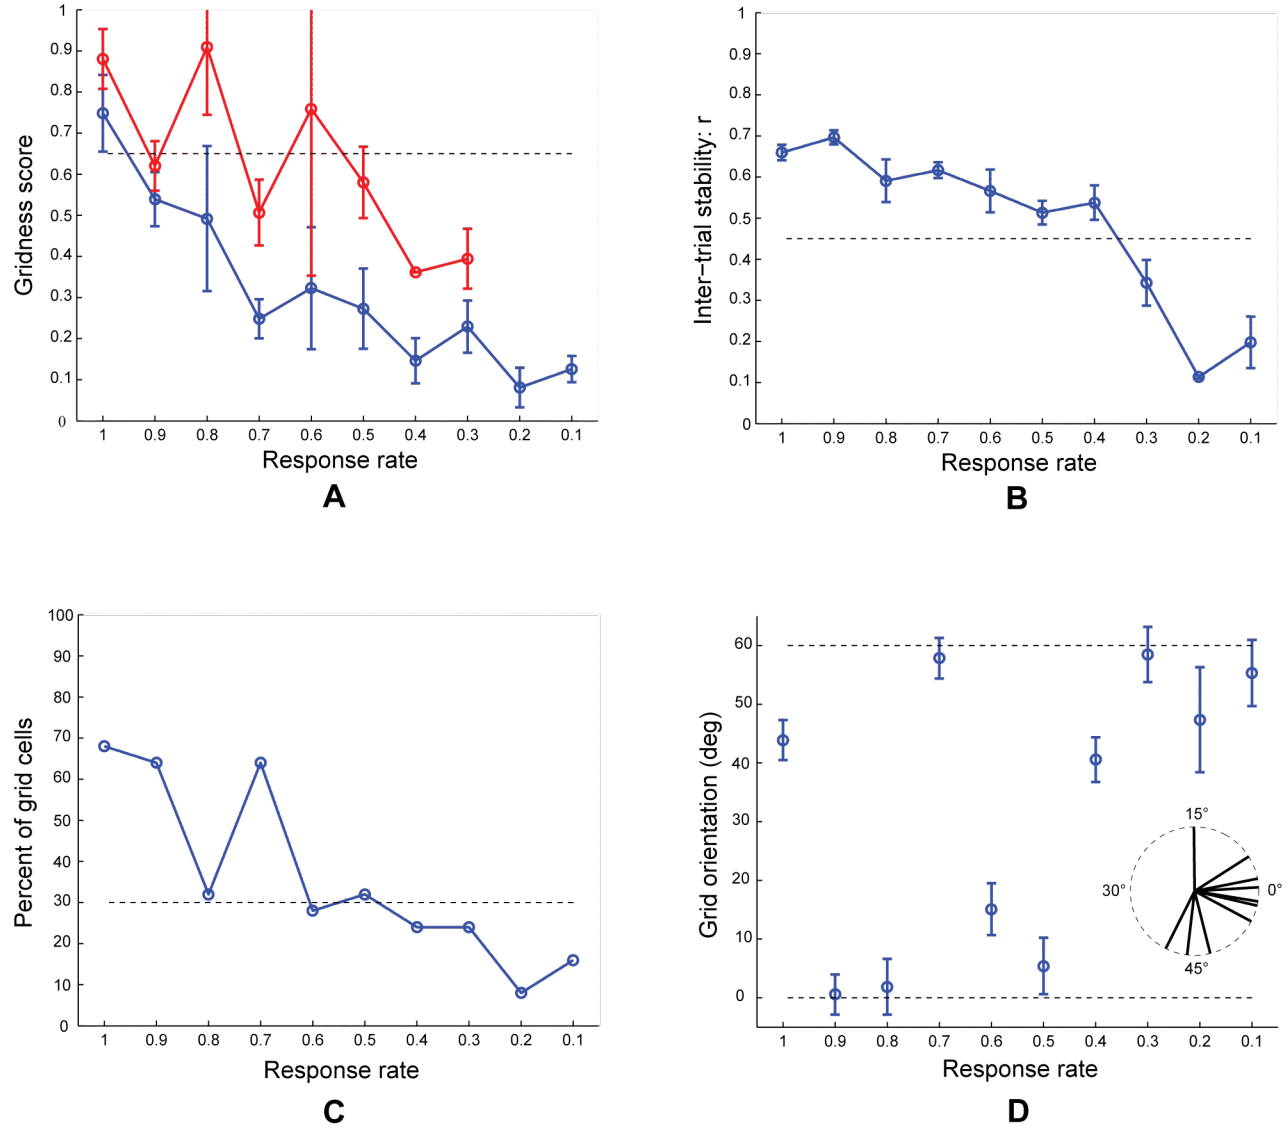 1
0.9
0.8
0.7
0.6
0.5
0.4
0.3
0.2
0.1
0
Gridness score
1 0.9 0.8 0.7 0.6 0.5 0.4 0.3 0.2 0.1
Response rate
A
1
0.9
0.8
0.7
0.6
0.5
0.4
0.3
0.2
0.1
0
Inter−trial stability: r
1 0.9 0.8 0.7 0.6 0.5 0.4 0.3 0.2 0.1
Response rate
B
100
90
80
70
60
50
40
30
20
10
0
Percent of grid cells
1 0.9 0.8 0.7 0.6 0.5 0.4 0.3 0.2 0.1
Response rate
C
60
50
40
30
20
10
0
Grid orientation (deg)
15°
30° 0°
45°
1 0.9 0.8 0.7 0.6 0.5 0.4 0.3 0.2 0.1
Response rate
D